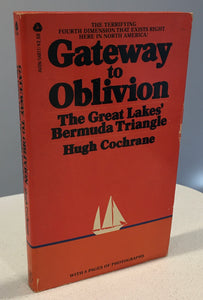 THE TERRIFYING
FOURTH DIMENSION THAT EXISTS RIGHT
HERE IN NORTH AMERICA!
Gateway
to
Oblivion
The Great Lakes'
Bermuda Triangle
Hugh Cochrane
WITH 8 PAGES OF PHOTOGRAPHS